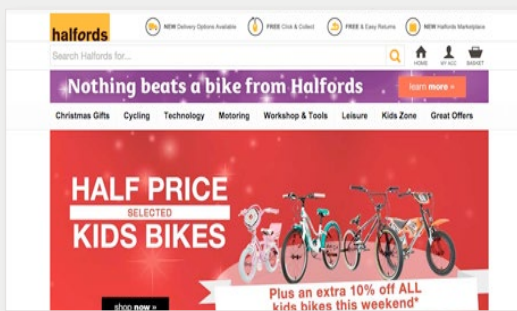 halfords
NEW Delivery Options Available
FREE Click & Collect
FREE & Easy Returns
NEW Halfords Marketplace
Search Halfords for...
HOME
MY ACC
BASKET
Nothing beats a bike from Halfords
learn more »
Christmas Gifts Cycling Technology Motoring Workshop & Tools Leisure Kids Zone Great Offers
HALF PRICE
SELECTED
KIDS BIKES
Plus an extra 10% off ALL
kids bikes this weekend*
shop now »